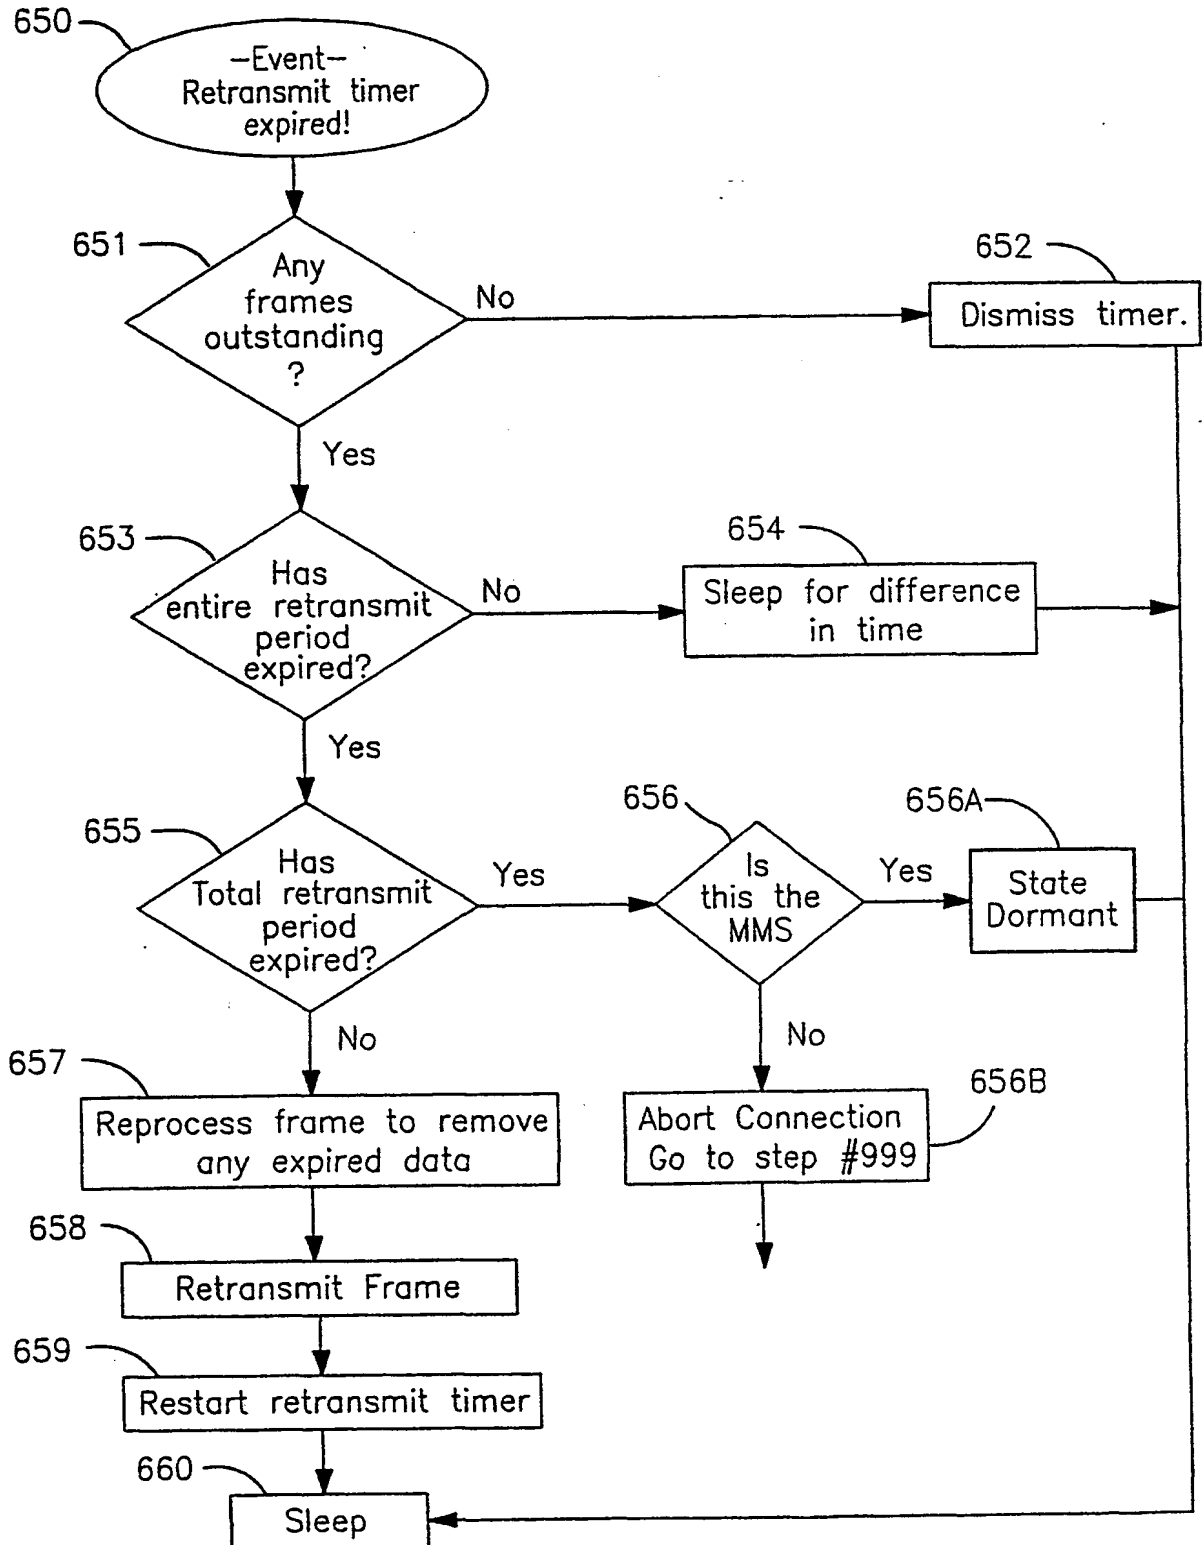 650
–Event–
Retransmit timer
expired!
651
Any
frames
outstanding
?
No
652
Dismiss timer.
Yes
653
Has
entire retransmit
period
expired?
No
654
Sleep for difference
in time
Yes
655
Has
Total retransmit
period
expired?
Yes
656
Is
this the
MMS
Yes
656A
State
Dormant
No
No
657
Reprocess frame to remove
any expired data
656B
Abort Connection
Go to step #999
658
Retransmit Frame
659
Restart retransmit timer
660
Sleep